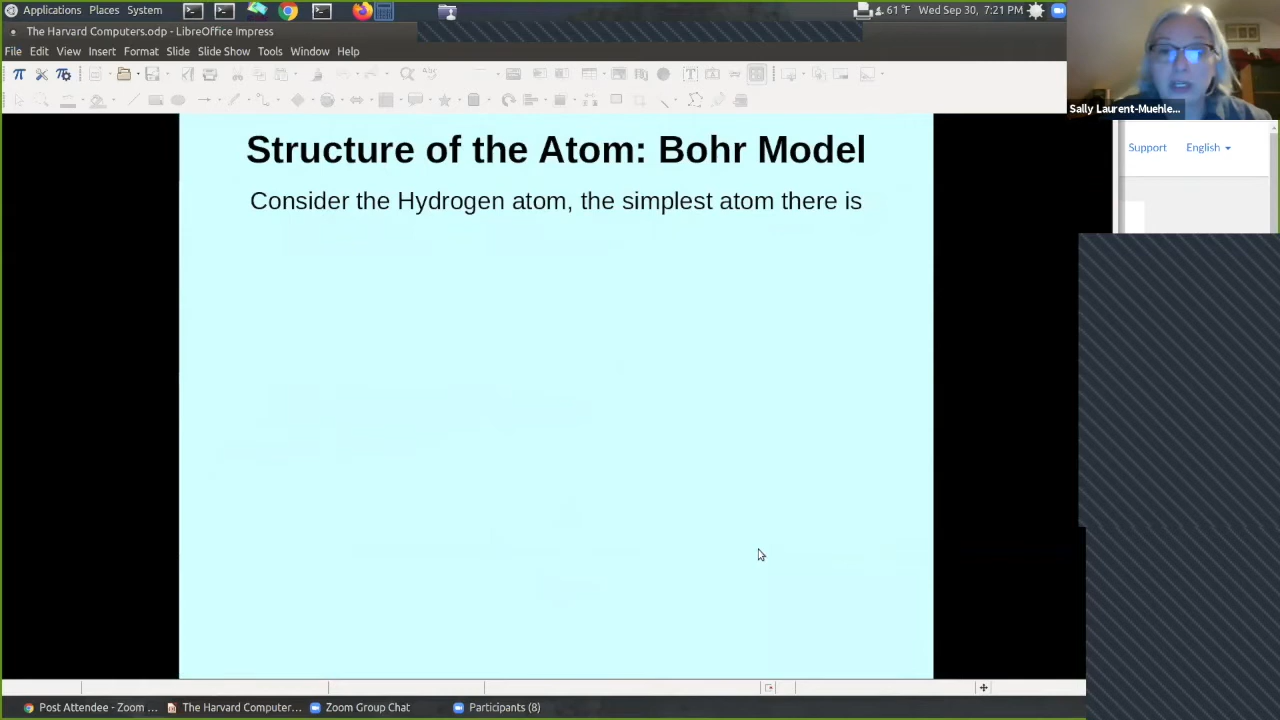 Applications Places System 61 °F Wed Sep 30, 7:21 PM
The Harvard Computers.odp - LibreOffice Impress
File Edit View Insert Format Slide Slide Show Tools Window Help
Sally Laurent-Muehle...
Support English
Structure of the Atom: Bohr Model
Consider the Hydrogen atom, the simplest atom there is
Post Attendee - Zoom ... The Harvard Computer... Zoom Group Chat Participants (8)